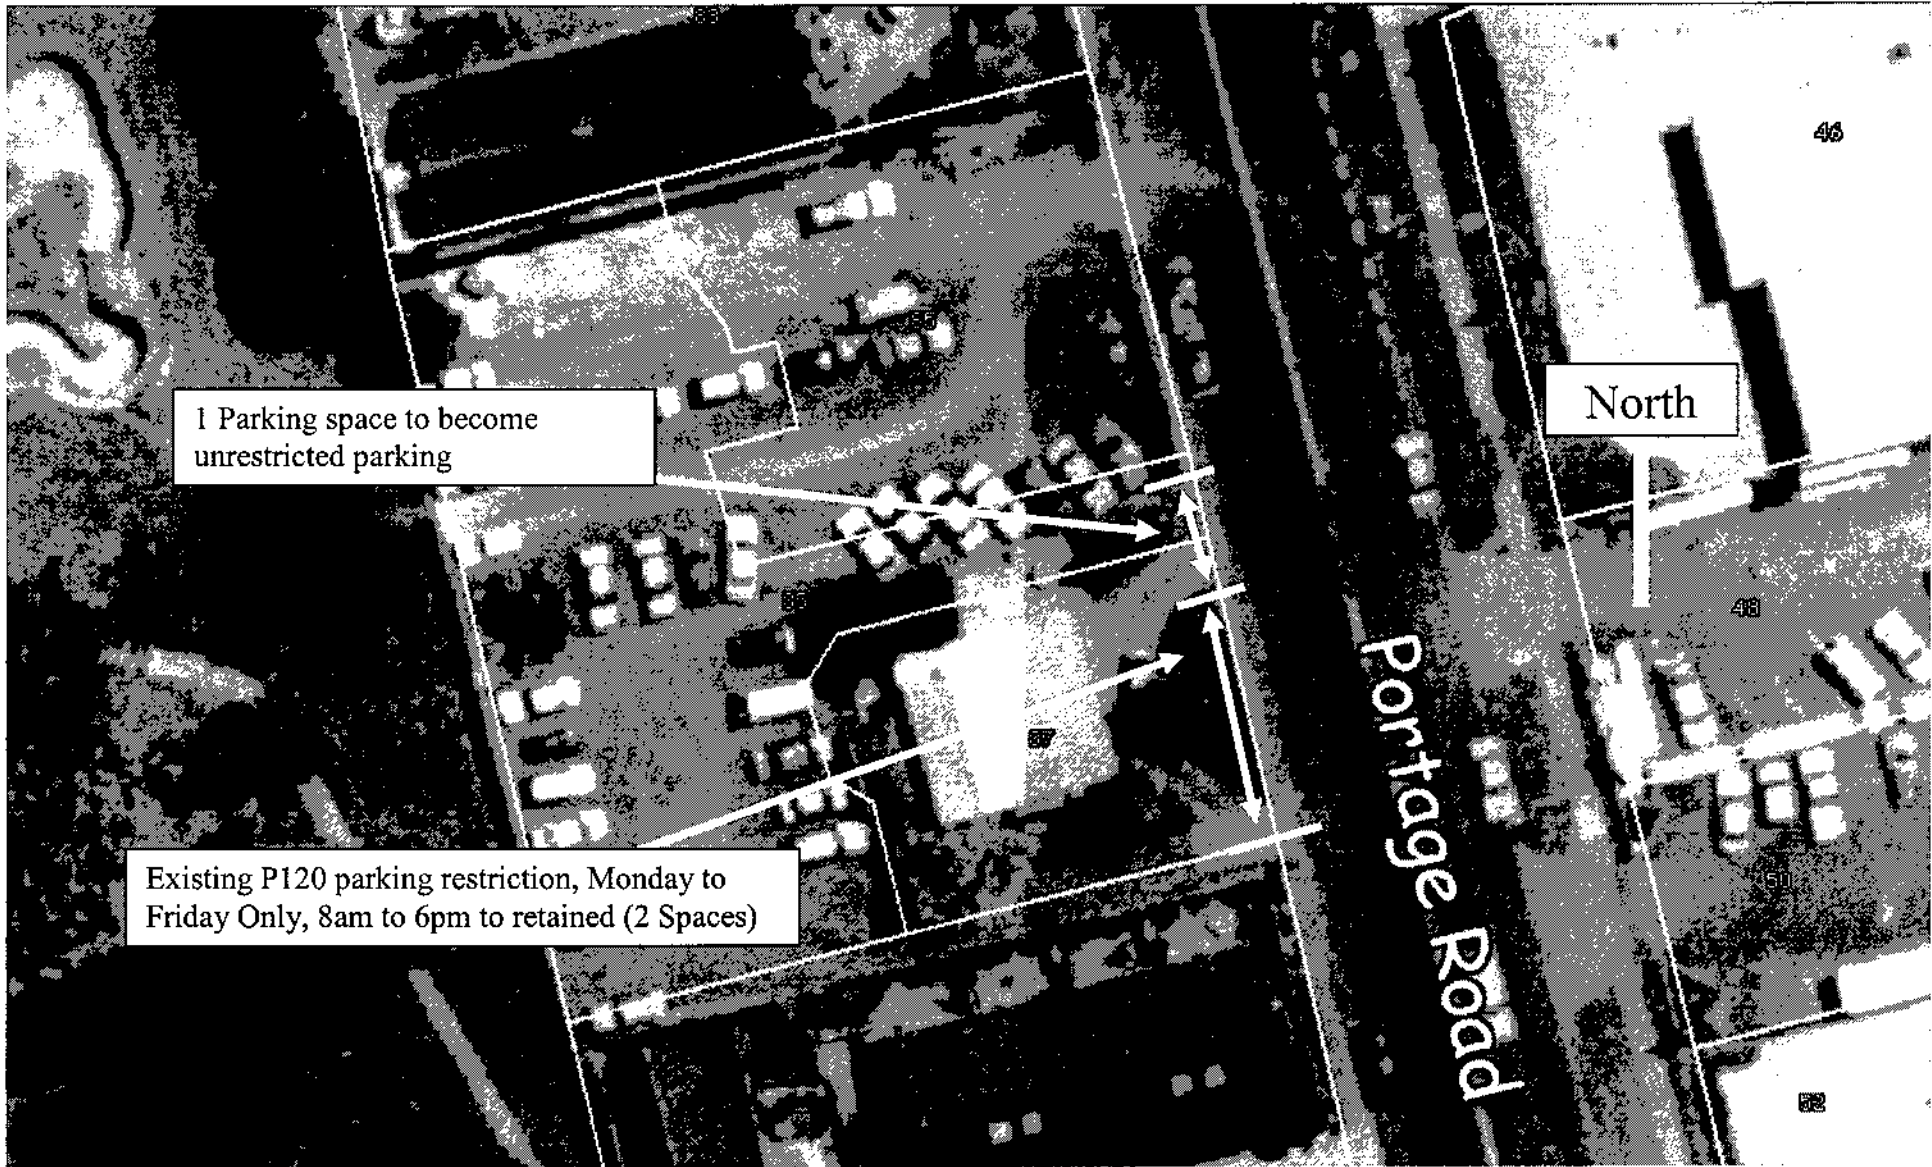 46
1 Parking space to become
unrestricted parking
North
48
Portage Road
57
Existing P120 parking restriction, Monday to
Friday Only, 8am to 6pm to retained (2 Spaces)
50
52